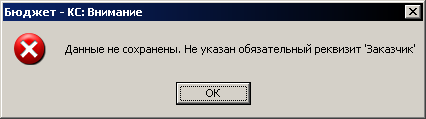 Бюджет - КС: Внимание
Данные не сохранены. Не указан обязательный реквизит 'Заказчик'
OK